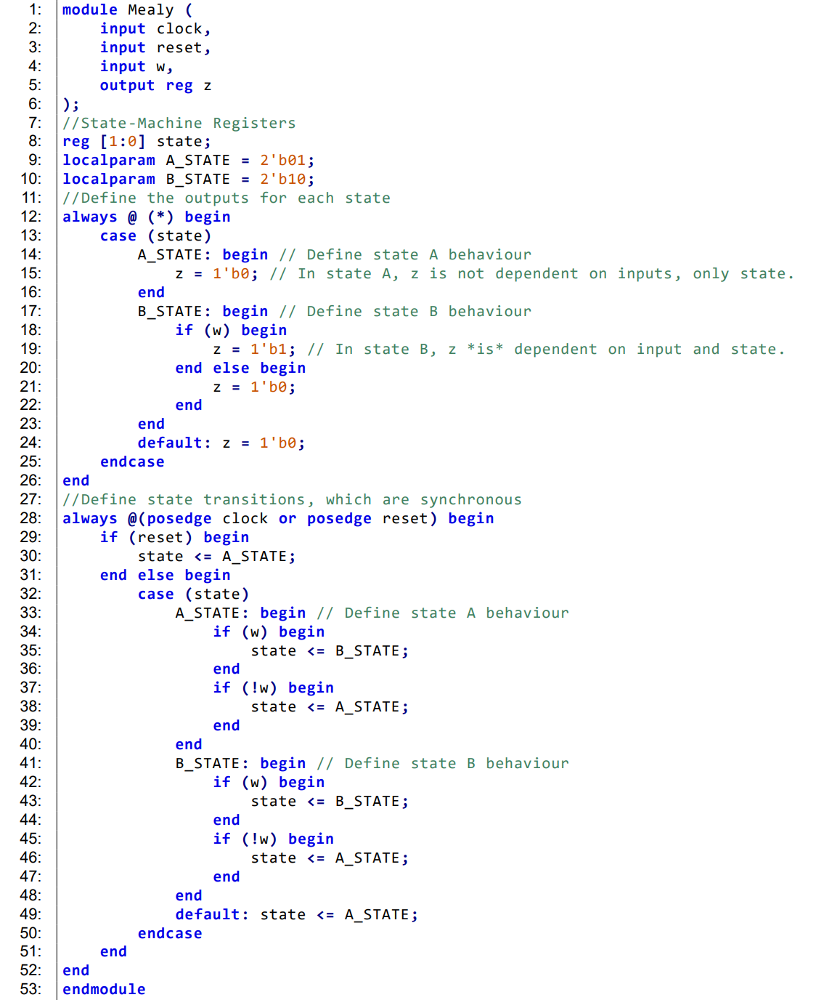 1: module Mealy (
2:     input clock,
3:     input reset,
4:     input w,
5:     output reg z
6: );
7: //State-Machine Registers
8: reg [1:0] state;
9: localparam A_STATE = 2'b01;
10: localparam B_STATE = 2'b10;
11: //Define the outputs for each state
12: always @ (*) begin
13:     case (state)
14:         A_STATE: begin // Define state A behaviour
15:             z = 1'b0; // In state A, z is not dependent on inputs, only state.
16:         end
17:         B_STATE: begin // Define state B behaviour
18:             if (w) begin
19:                 z = 1'b1; // In state B, z *is* dependent on input and state.
20:             end else begin
21:                 z = 1'b0;
22:             end
23:         end
24:         default: z = 1'b0;
25:     endcase
26: end
27: //Define state transitions, which are synchronous
28: always @(posedge clock or posedge reset) begin
29:     if (reset) begin
30:         state <= A_STATE;
31:     end else begin
32:         case (state)
33:             A_STATE: begin // Define state A behaviour
34:                 if (w) begin
35:                     state <= B_STATE;
36:                 end
37:                 if (!w) begin
38:                     state <= A_STATE;
39:                 end
40:             end
41:             B_STATE: begin // Define state B behaviour
42:                 if (w) begin
43:                     state <= B_STATE;
44:                 end
45:                 if (!w) begin
46:                     state <= A_STATE;
47:                 end
48:             end
49:             default: state <= A_STATE;
50:         endcase
51:     end
52: end
53: endmodule